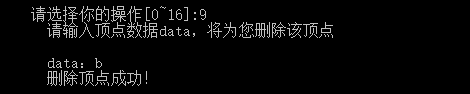 请选择你的操作[0~16]:9
请输入顶点数据data，将为您删除该顶点
data：b
删除顶点成功!